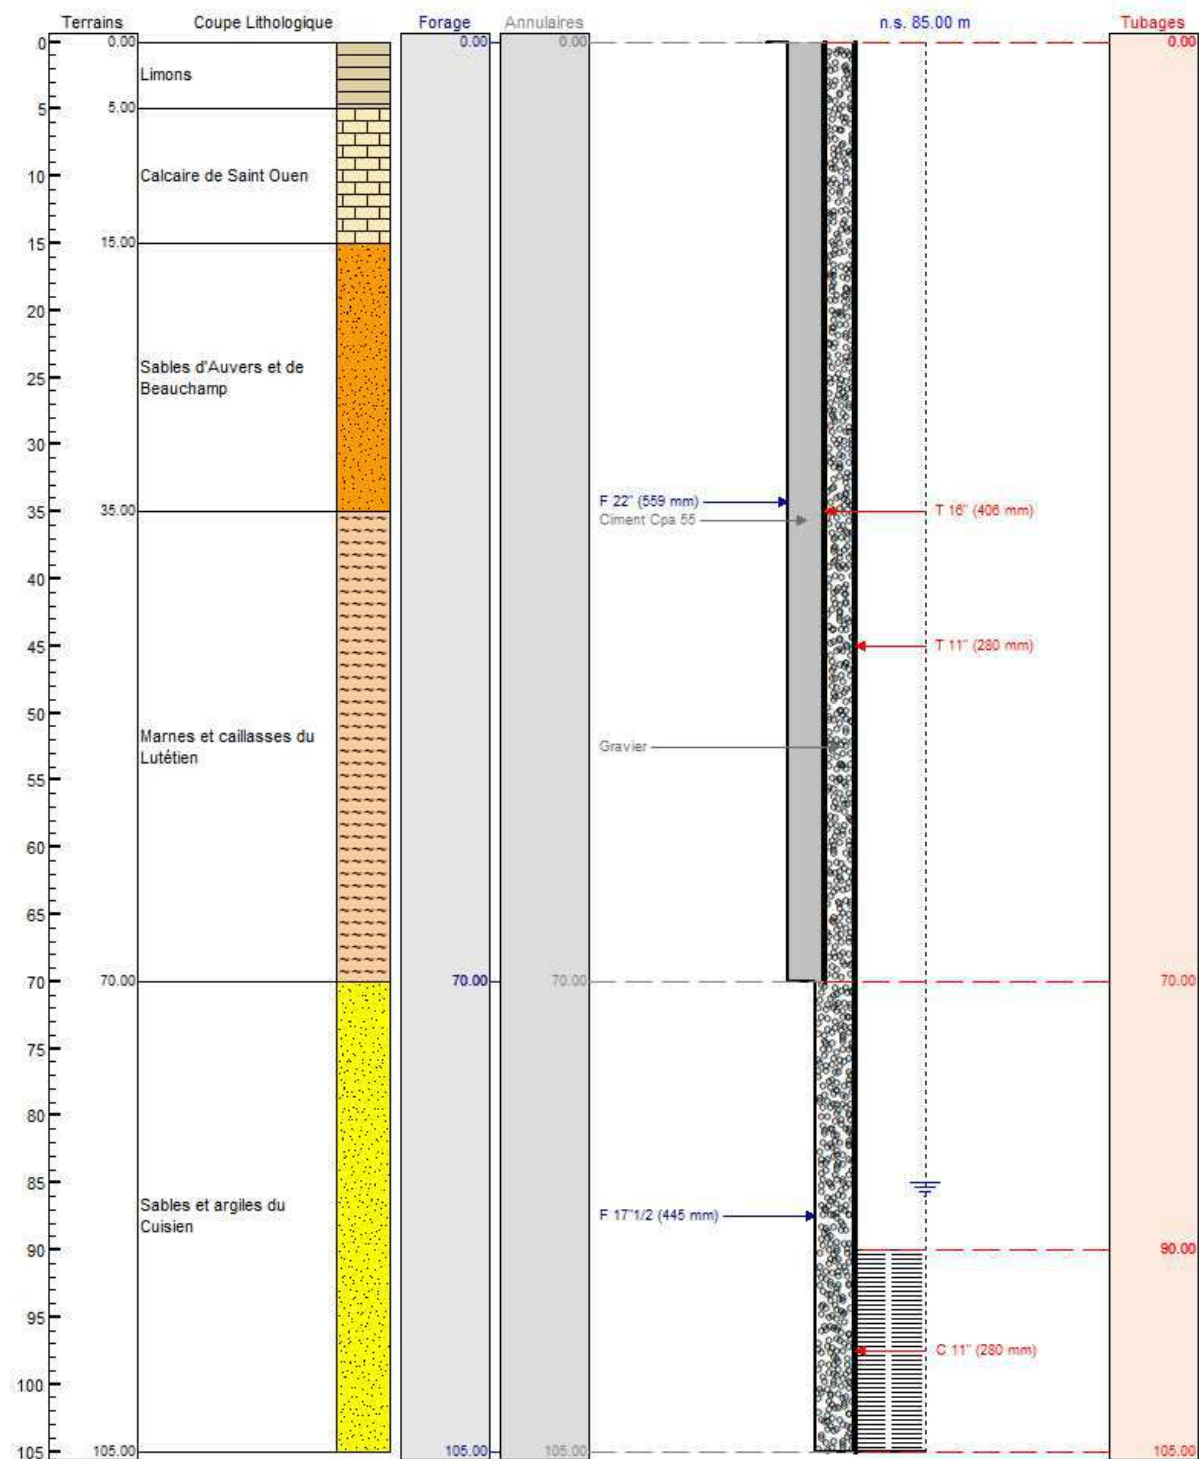 Terrains Coupe Lithologique Forage Annulaires n.s. 85.00 m Tubages
0 0.00 0.00 0.00 0.00
Limons
5 5.00
10 Calcaire de Saint Ouen
15 15.00
20
Sables d'Auvers et de
Beauchamp
25
30
F 22" (559 mm)
35 35.00 T 16" (406 mm)
Ciment Cpa 55
40
45 T 11" (280 mm)
50
Marnes et caillasses du
Lutétien
Gravier
55
60
65
70 70.00 70.00 70.00 70.00
75
80
85
Sables et argiles du
Cuisien
F 17"1/2 (445 mm)
90 90.00
95
C 11" (280 mm)
100
105 105.00 105.00 105.00 105.00